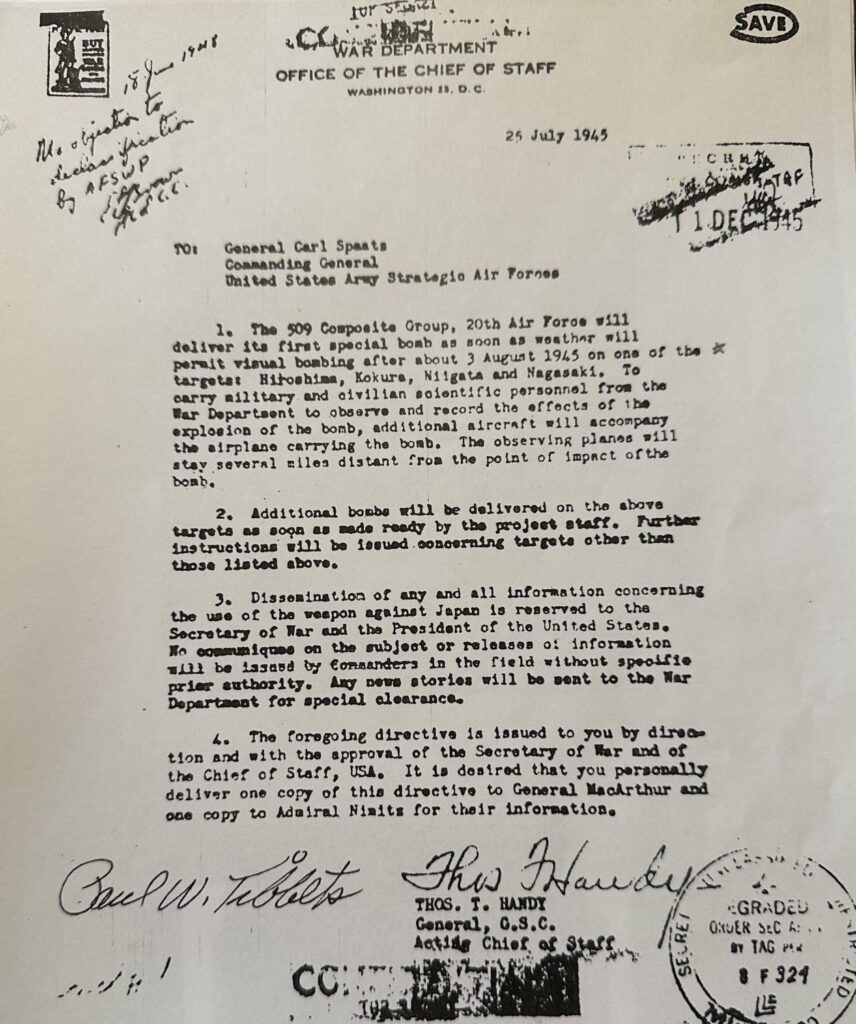 TOP SECRET
SAVE
WAR DEPARTMENT
OFFICE OF THE CHIEF OF STAFF
WASHINGTON 25, D.C.
18 June 1948
No objection to
declassification
by AFSWP
25 July 1945
SECRET
11 DEC 1945
TO: General Carl Spaats
Commanding General
United States Army Strategic Air Forces
1. The 509 Composite Group, 20th Air Force will
deliver its first special bomb as soon as weather will
permit visual bombing after about 3 August 1945 on one of the
targets: Hiroshima, Kokura, Niigata and Nagasaki. To
carry military and civilian scientific personnel from the
War Department to observe and record the effects of the
explosion of the bomb, additional aircraft will accompany
the airplane carrying the bomb. The observing planes will
stay several miles distant from the point of impact of the
bomb.
2. Additional bombs will be delivered on the above
targets as soon as made ready by the project staff. Further
instructions will be issued concerning targets other than
those listed above.
3. Dissemination of any and all information concerning
the use of the weapon against Japan is reserved to the
Secretary of War and the President of the United States.
No communiques on the subject or releases of information
will be issued by Commanders in the field without specific
prior authority. Any news stories will be sent to the War
Department for special clearance.
4. The foregoing directive is issued to you by direc-
tion and with the approval of the Secretary of War and of
the Chief of Staff, USA. It is desired that you personally
deliver one copy of this directive to General MacArthur and
one copy to Admiral Nimitz for their information.
Paul W. Tibbets
Thos T Handy
THOS. T. HANDY
General, G.S.C.
Acting Chief of Staff
EGRADED
ORDER SEC
BY TAG PER
8 F 324
SECRET